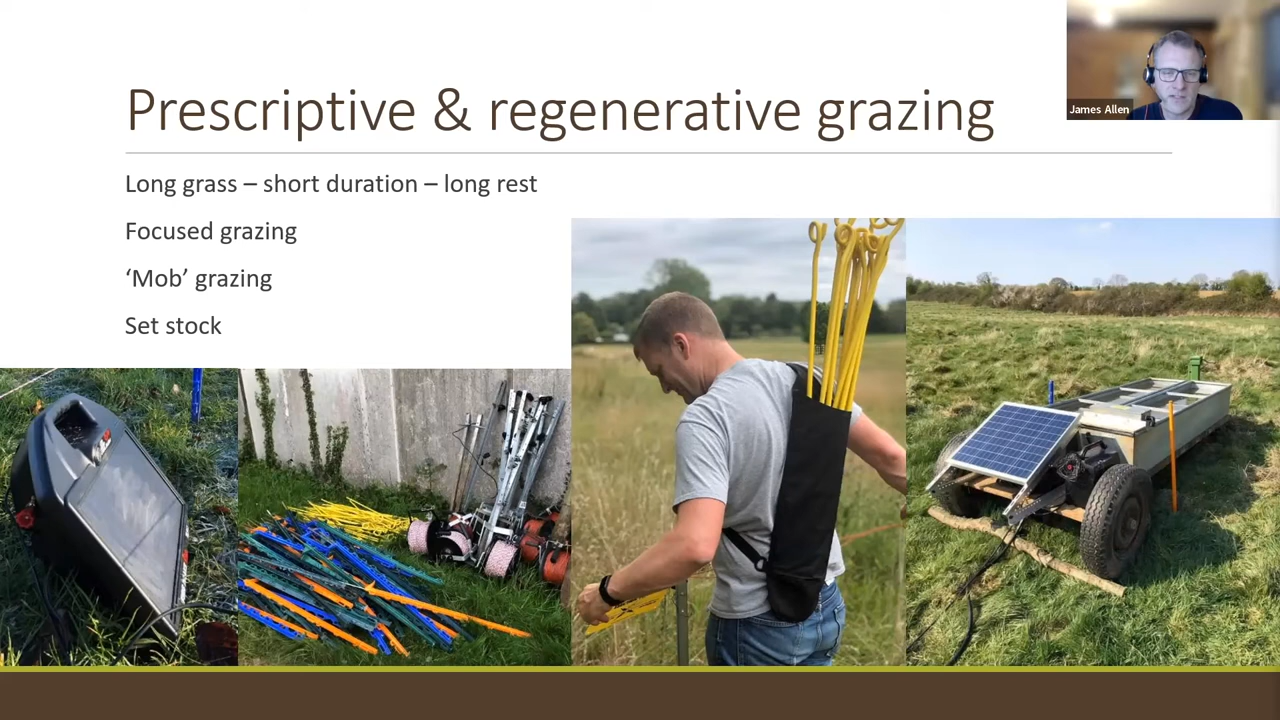 Prescriptive & regenerative grazing
James Allen
Long grass – short duration – long rest
Focused grazing
‘Mob’ grazing
Set stock